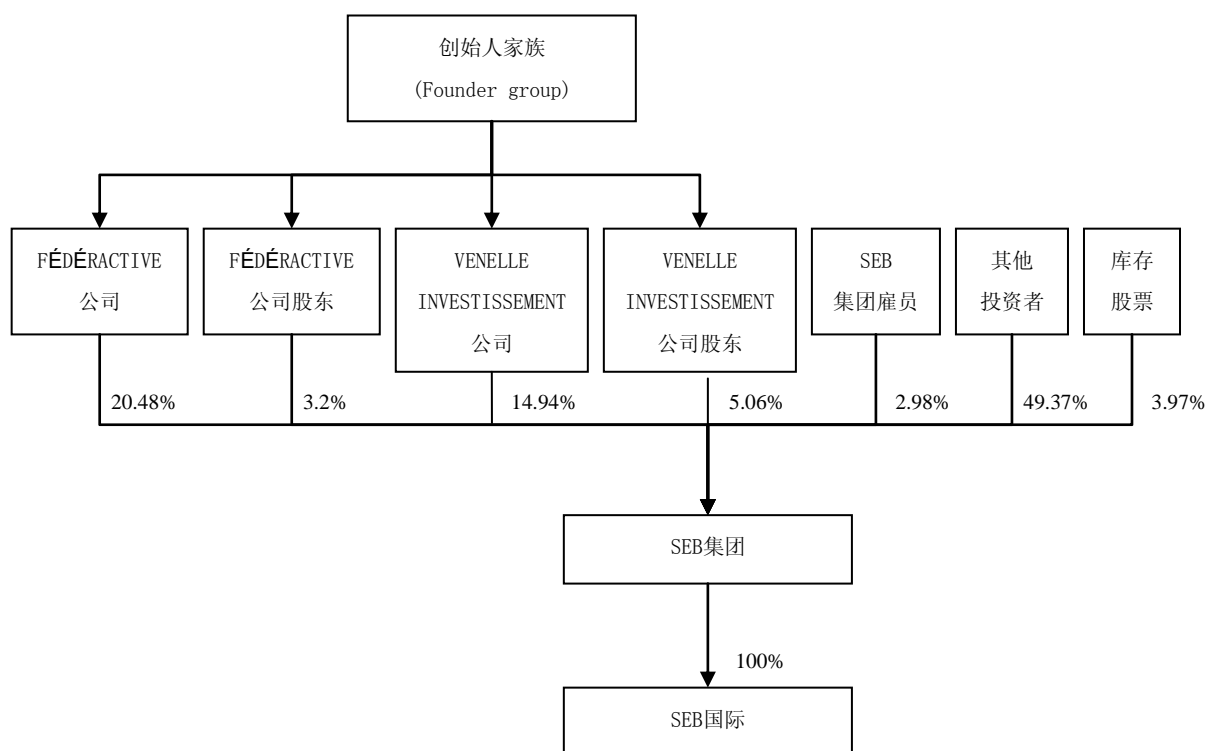 创始人家族
(Founder group)
FÉDÉRACTIVE
公司
FÉDÉRACTIVE
公司股东
VENELLE
INVESTISSEMENT
公司
VENELLE
INVESTISSEMENT
公司股东
SEB
集团雇员
其他
投资者
库存
股票
20.48%
3.2%
14.94%
5.06%
2.98%
49.37%
3.97%
SEB集团
100%
SEB国际